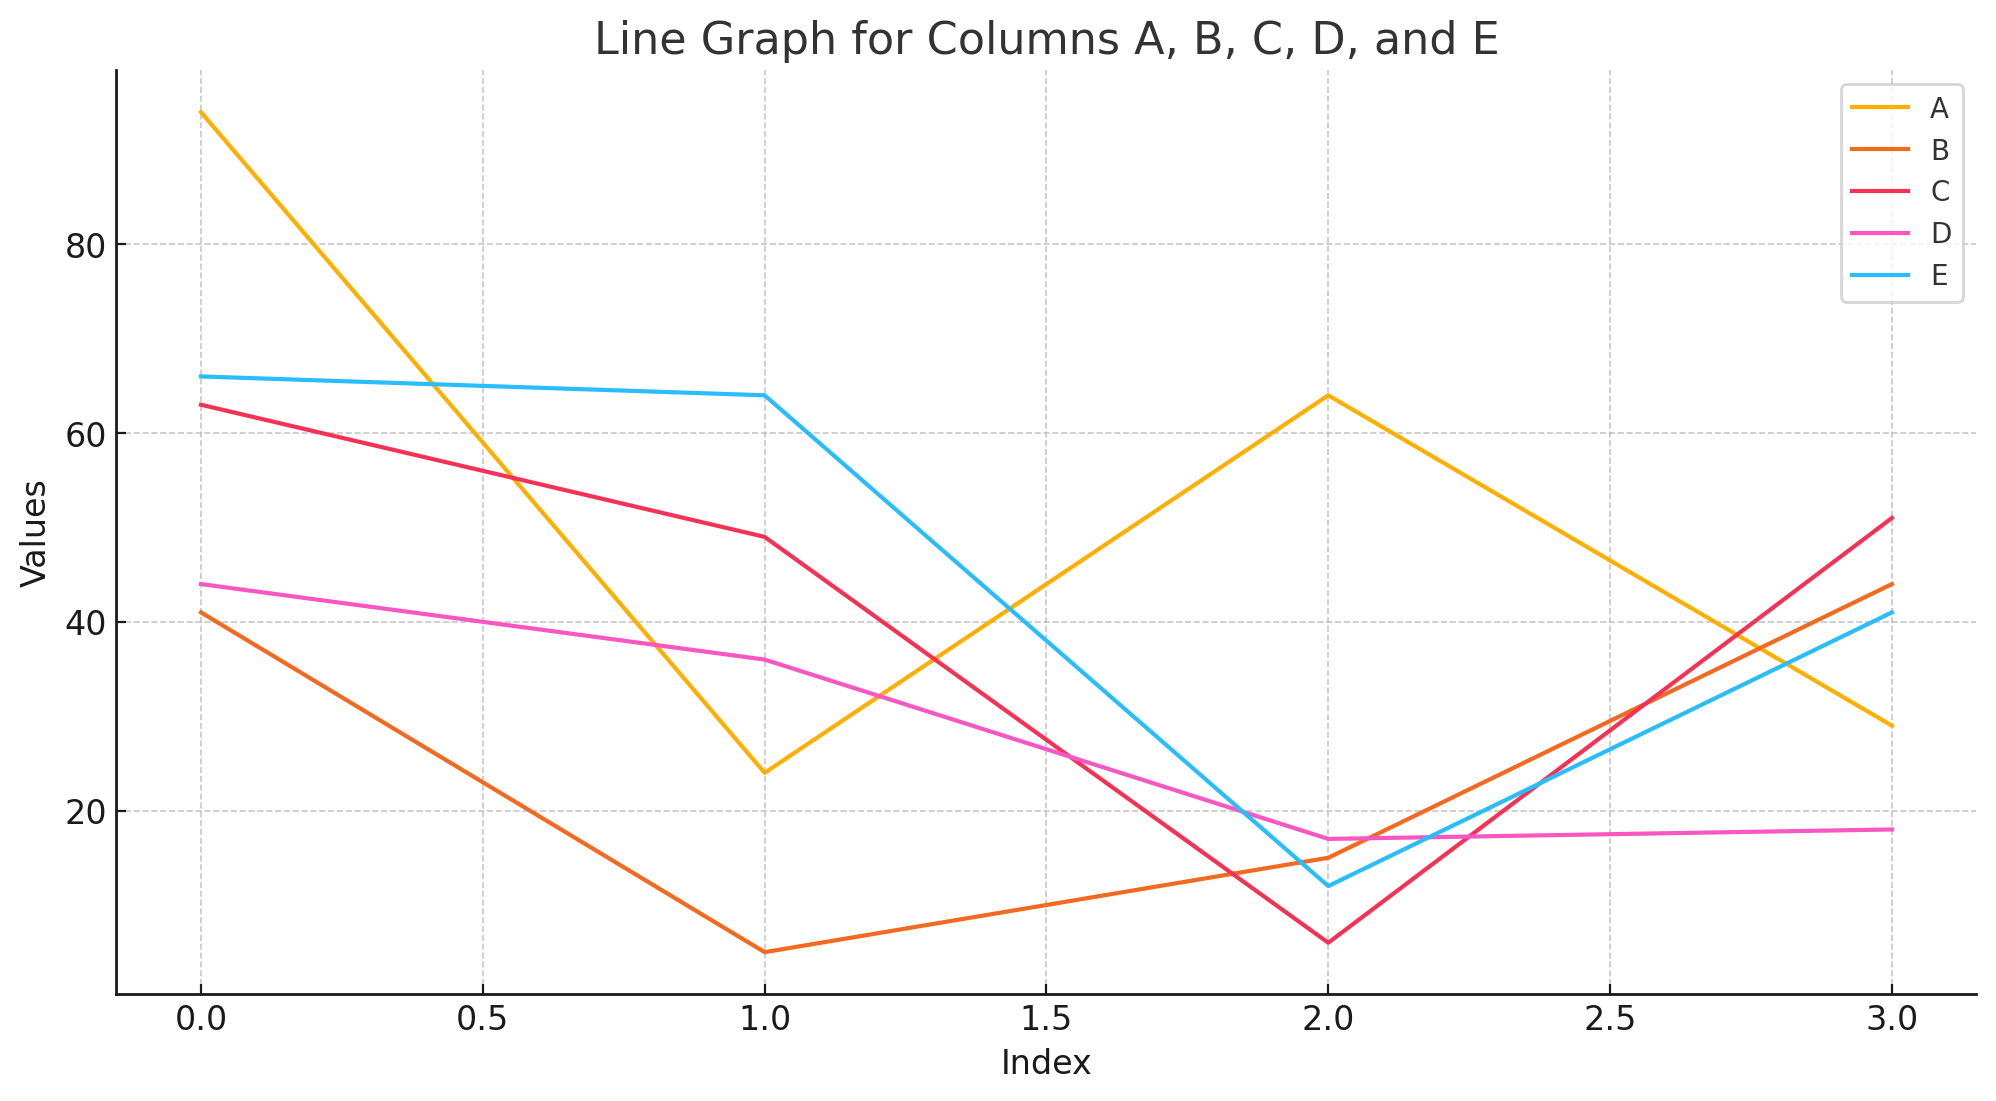 Line Graph for Columns A, B, C, D, and E
A
B
C
D
E
80
60
40
20
Values
0.0 0.5 1.0 1.5 2.0 2.5 3.0
Index